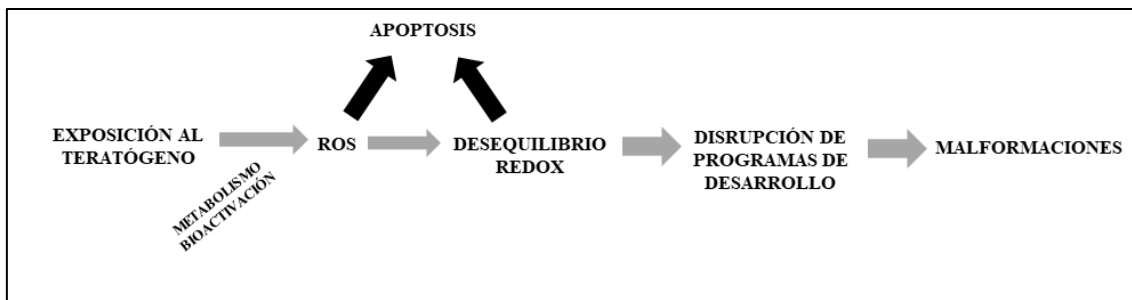 APOPTOSIS
EXPOSICIÓN AL
TERATÓGENO
METABOLISMO
BIOACTIVACIÓN
ROS
DESEQUILIBRIO
REDOX
DISRUPCIÓN DE
PROGRAMAS DE
DESARROLLO
MALFORMACIONES